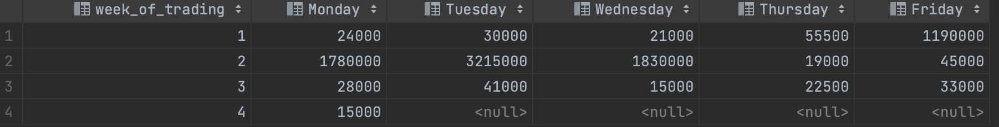 week_of_trading Monday Tuesday Wednesday Thursday Friday
1 1 24000 30000 21000 55500 1190000
2 2 1780000 3215000 1830000 19000 45000
3 3 28000 41000 15000 22500 33000
4 4 15000 <null> <null> <null> <null>